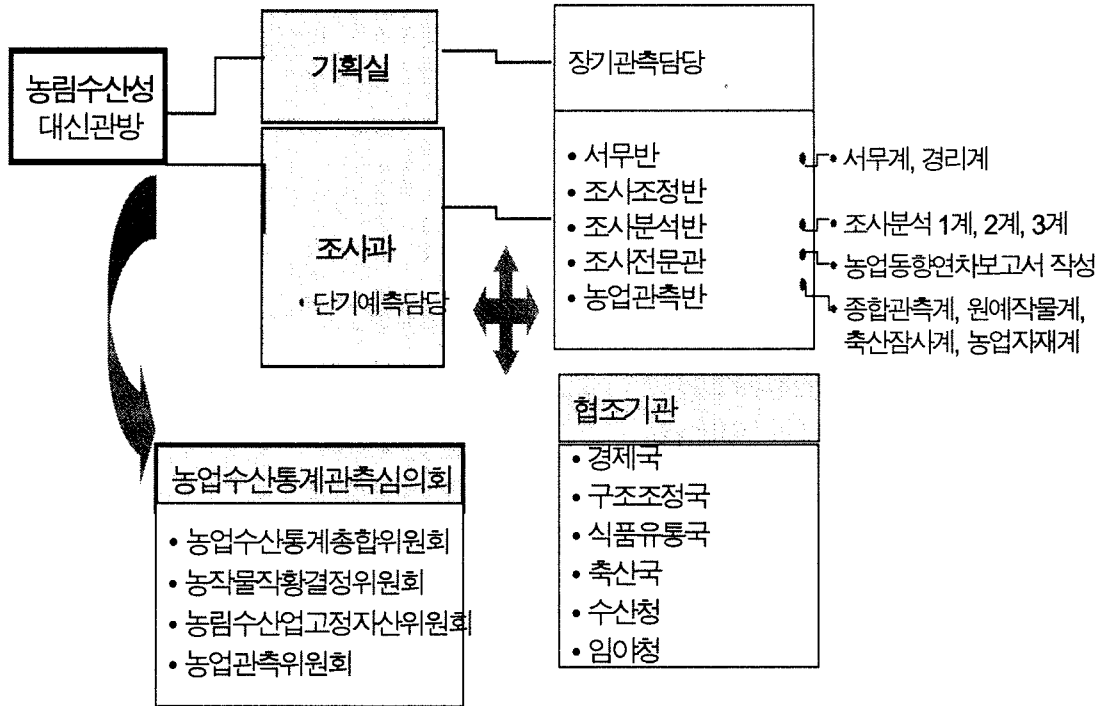 농림수산성
대신관방
기획실
장기관측담당
조사과
• 단기예측담당
• 서무반
• 조사조정반
• 조사분석반
• 조사전문관
• 농업관측반
• 서무계, 경리계
• 조사분석 1계, 2계, 3계
• 농업동향연차보고서 작성
• 종합관측계, 원예작물계,
축산잠사계, 농업자재계
농업수산통계관측심의회
• 농업수산통계총합위원회
• 농작물작황결정위원회
• 농림수산업고정자산위원회
• 농업관측위원회
협조기관
• 경제국
• 구조조정국
• 식품유통국
• 축산국
• 수산청
• 임야청